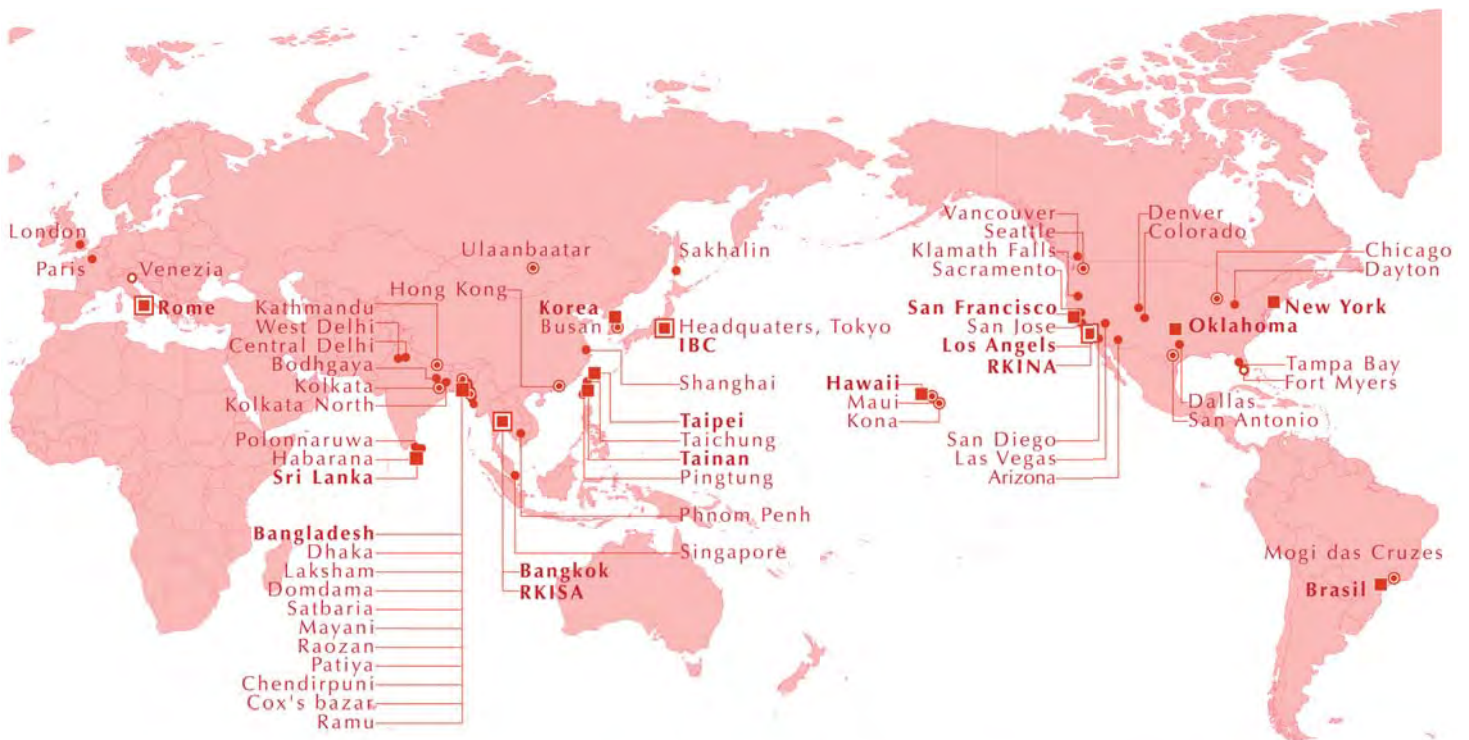 London
Paris
Venezia
Rome
Ulaanbaatar
Sakhalin
Hong Kong
Kathmandu
West Delhi
Central Delhi
Bodhgaya
Kolkata
Kolkata North
Korea
Busan
Headquaters, Tokyo
IBC
Shanghai
Taipei
Taichung
Tainan
Pingtung
Phnom Penh
Singapore
Polonnaruwa
Habarana
Sri Lanka
Bangladesh
Dhaka
Laksham
Domdama
Satbaria
Mayani
Raozan
Patiya
Chendirpuni
Cox's bazar
Ramu
Bangkok
RKISA
Hawaii
Maui
Kona
Vancouver
Seattle
Klamath Falls
Sacramento
San Francisco
San Jose
Los Angels
RKINA
San Diego
Las Vegas
Arizona
Denver
Colorado
Chicago
Dayton
New York
Oklahoma
Tampa Bay
Fort Myers
Dallas
San Antonio
Mogi das Cruzes
Brasil